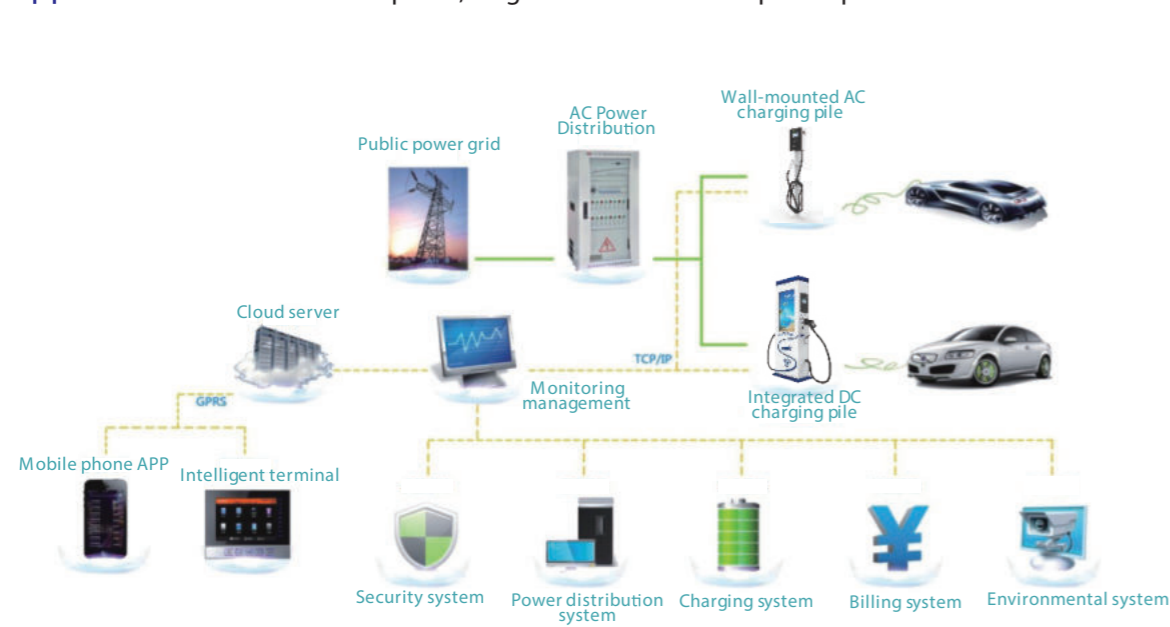 Wall-mounted AC
charging pile
AC Power
Distribution
Public power grid
Cloud server
TCP/IP
Monitoring
management
Integrated DC
charging pile
GPRS
Mobile phone APP
Intelligent terminal
Security system
Power distribution
system
Charging system
Billing system
Environmental system
¥